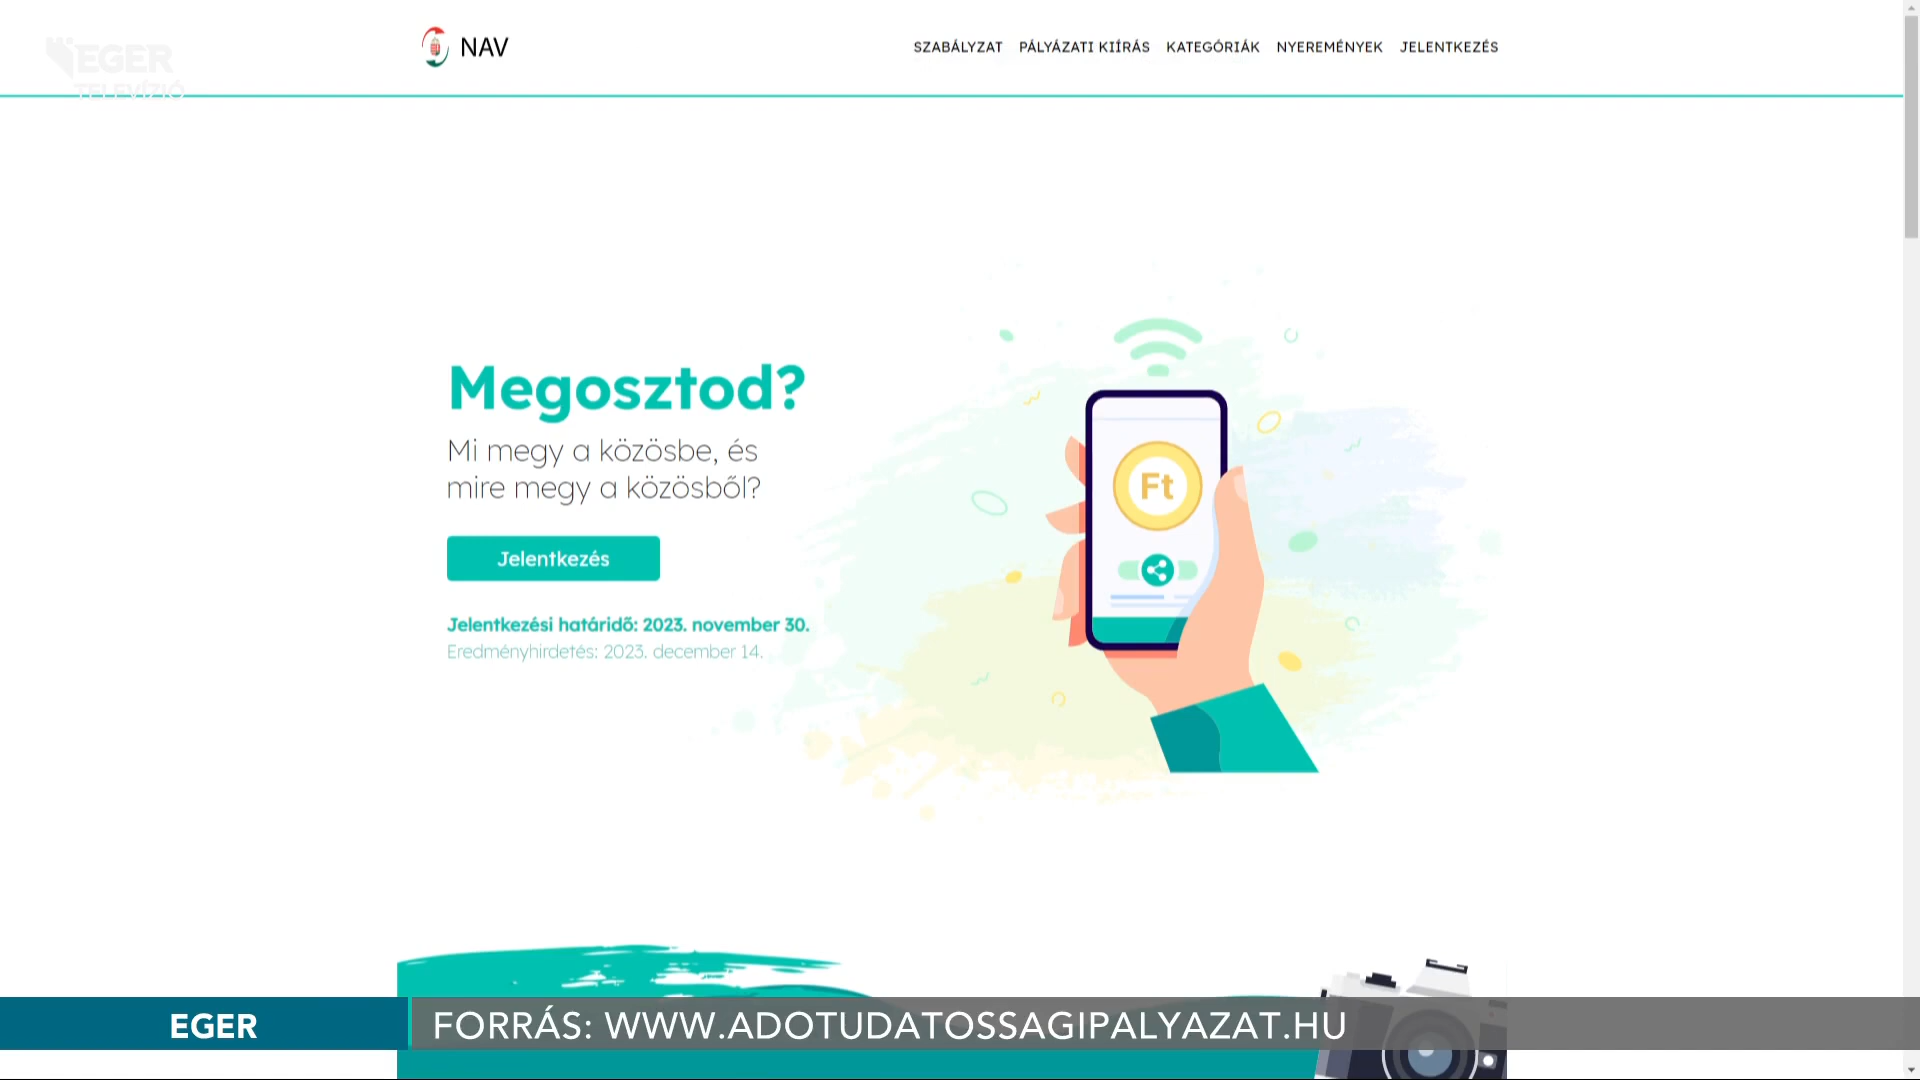 EGER
TELEVÍZIÓ
NAV
SZABÁLYZAT PÁLYÁZATI KIÍRÁS KATEGÓRIÁK NYEREMÉNYEK JELENTKEZÉS
Megosztod?
Mi megy a közösbe, és
mire megy a közösből?
Jelentkezés
Jelentkezési határidő: 2023. november 30.
Eredményhirdetés: 2023. december 14.
Ft
EGER
FORRÁS: WWW.ADOTUDATOSSAGIPALYAZAT.HU